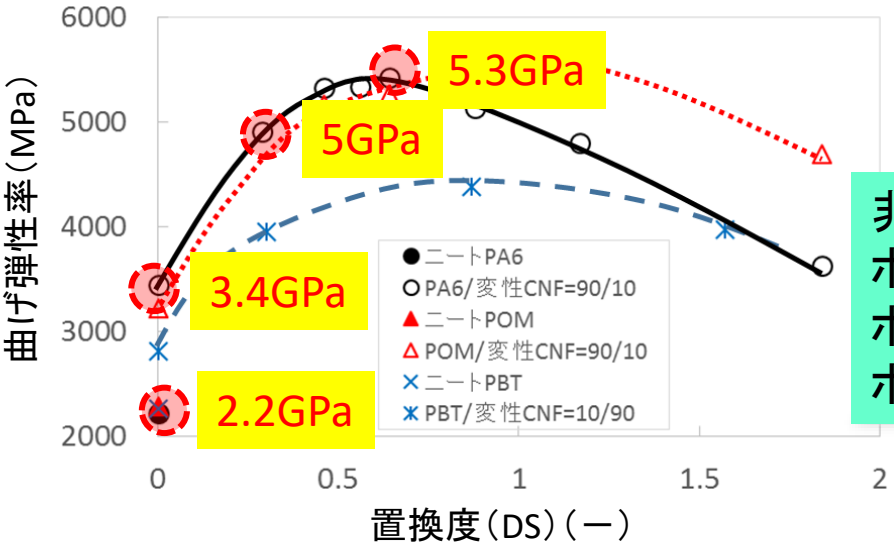 6000
5000
4000
3000
2000
曲げ弾性率(MPa)
5.3GPa
5GPa
3.4GPa
2.2GPa
ニートPA6
PA6/変性CNF=90/10
ニートPOM
POM/変性CNF=90/10
ニートPBT
PBT/変性CNF=10/90
非
ポ
0
0.5
1
1.5
2
置換度(DS)(ー)